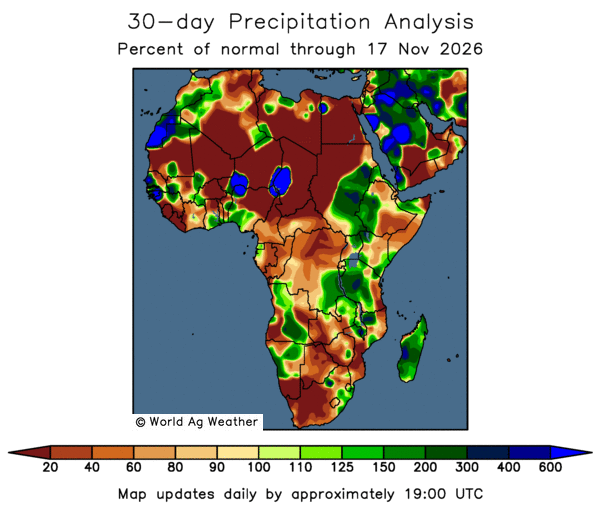 30-day Precipitation Analysis
Percent of normal through 17 Nov 2026
© World Ag Weather
20 40 60 80 90 100 110 125 150 200 300 400 600
Map updates daily by approximately 19:00 UTC